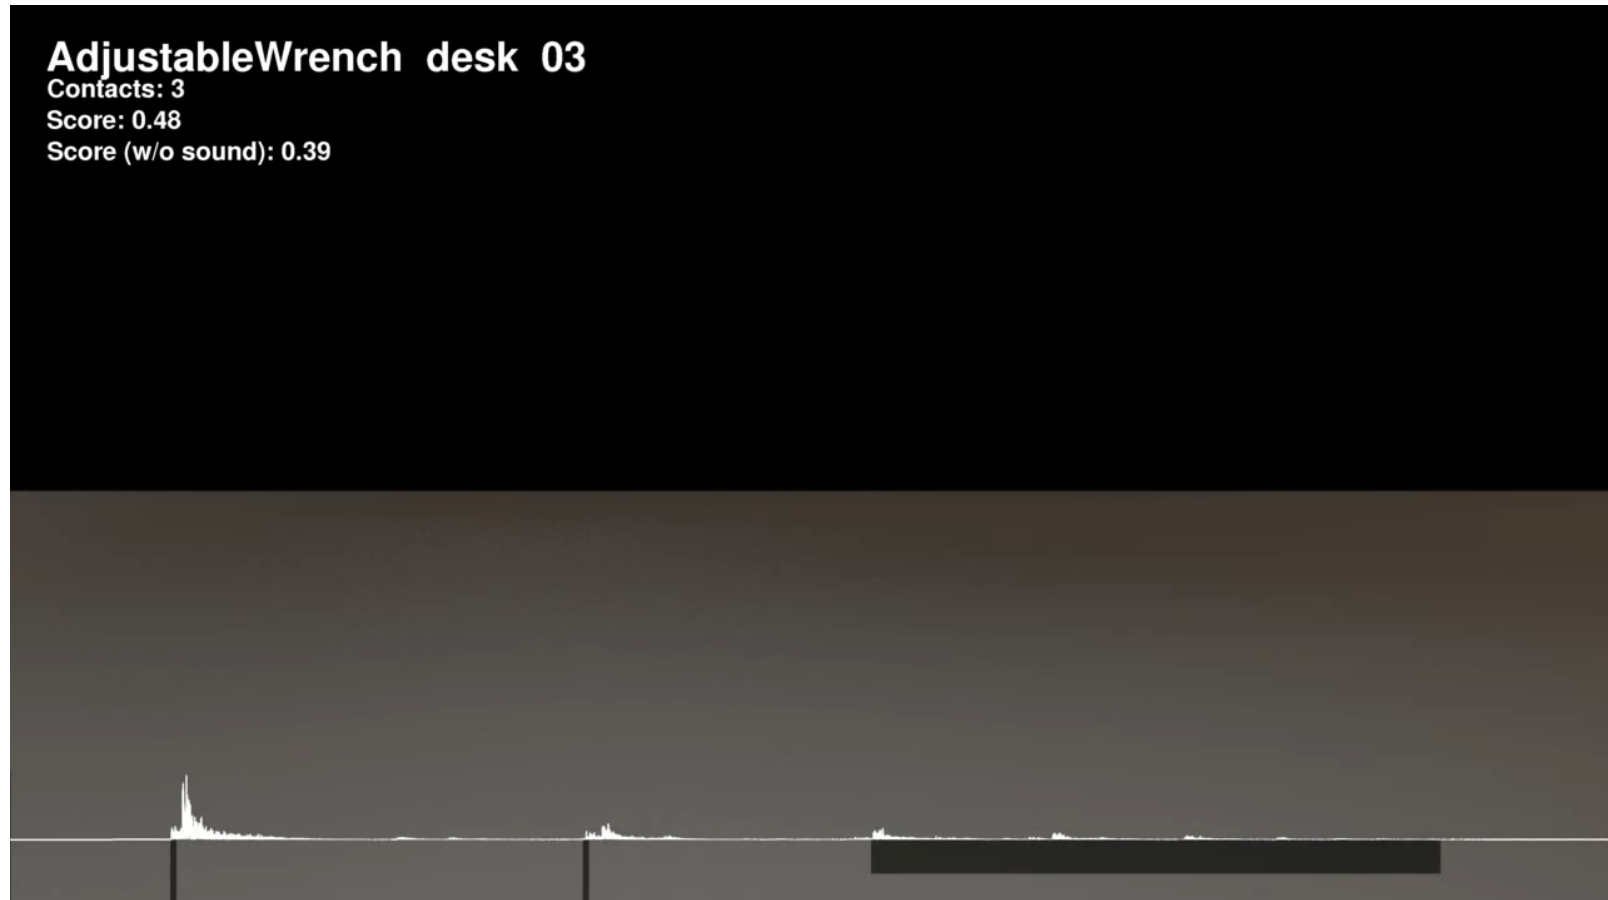 AdjustableWrench desk 03
Contacts: 3
Score: 0.48
Score (w/o sound): 0.39